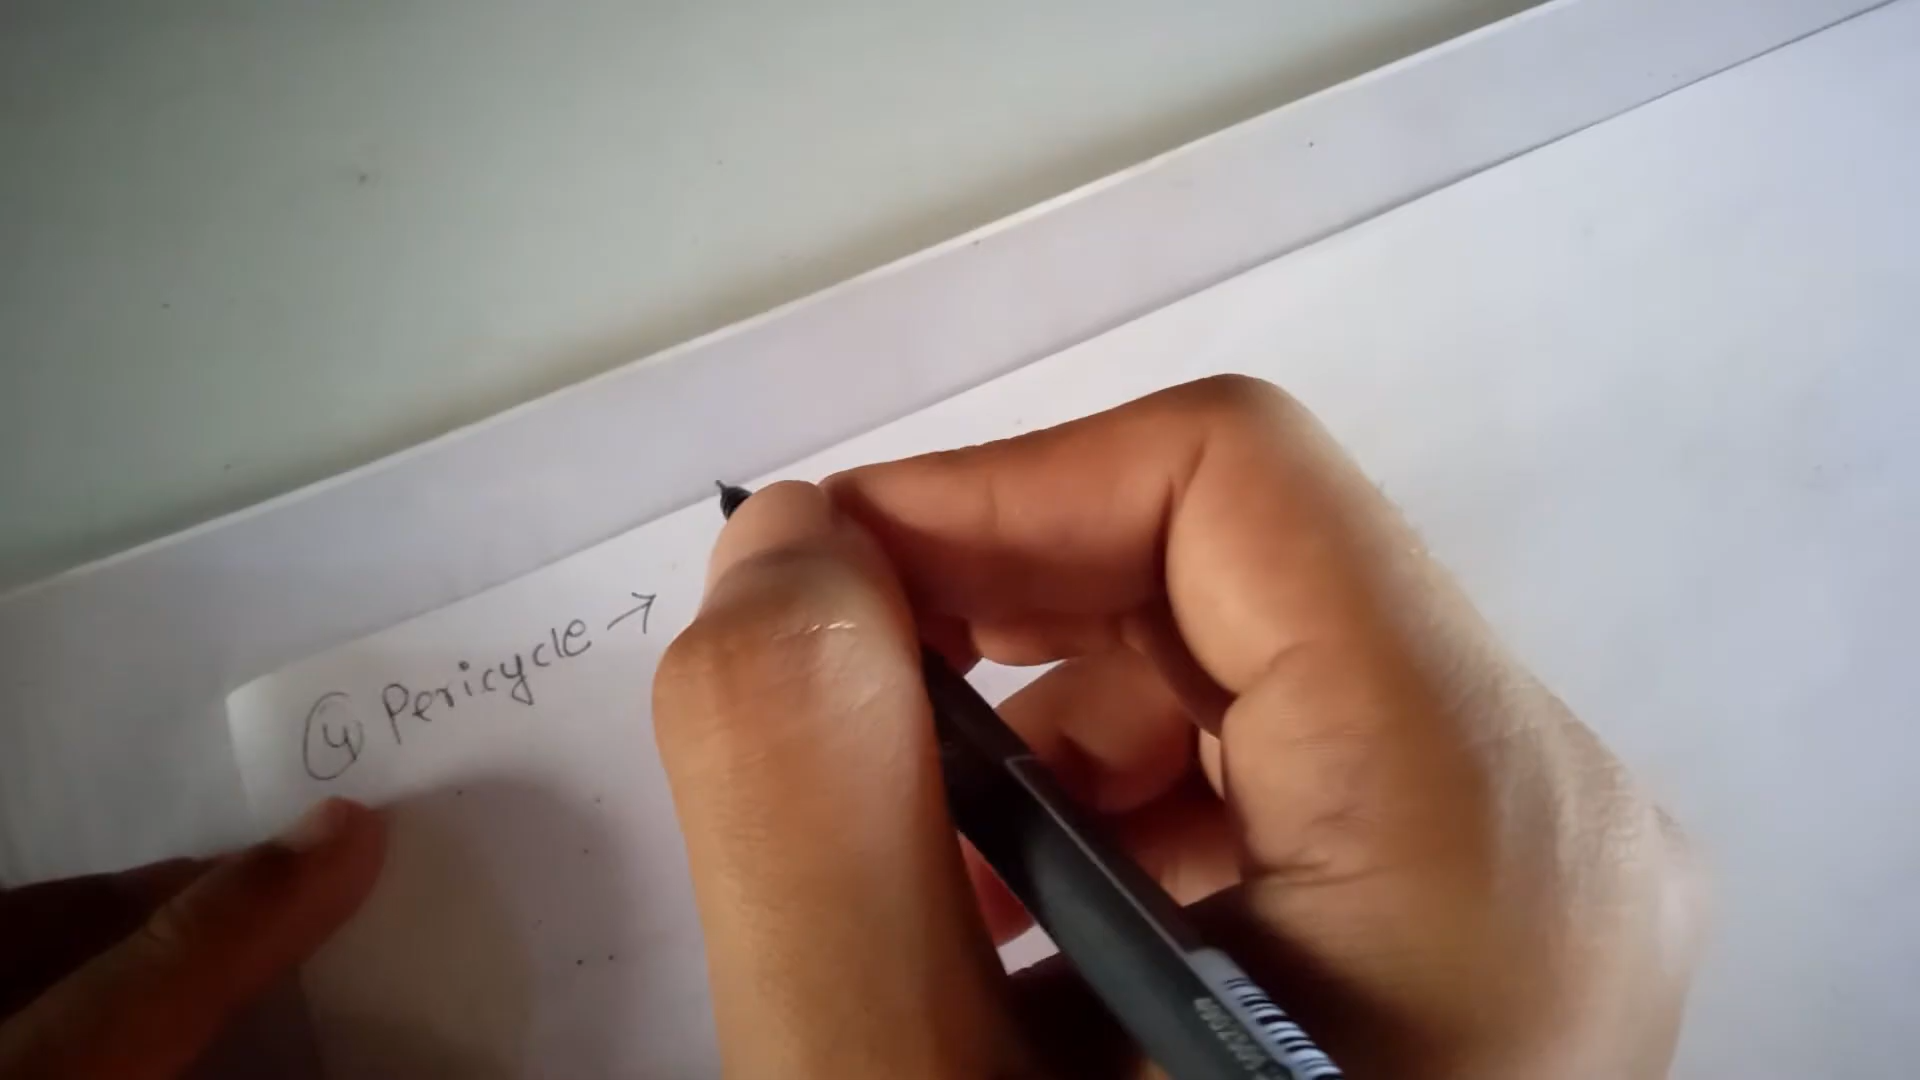 ④ Pericycle →